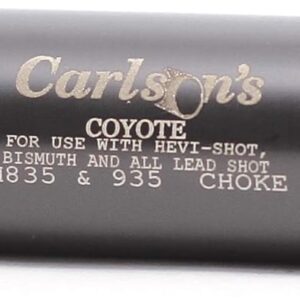 Carlson's
COYOTE
FOR USE WITH HEVI-SHOT,
BISMUTH AND ALL LEAD SHOT
835 & 935 CHOKE